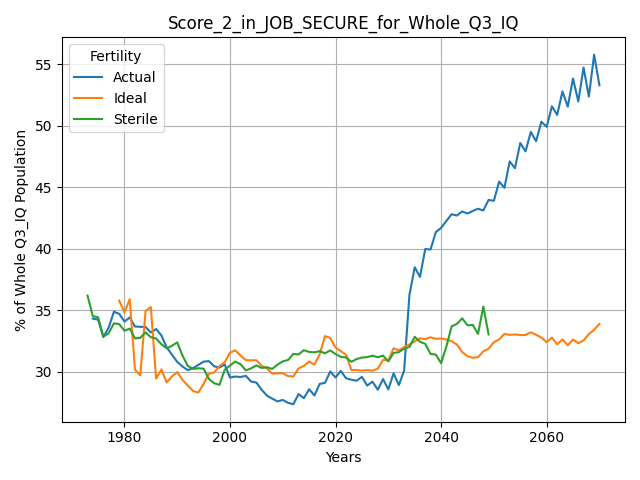 Score_2_in_JOB_SECURE_for_Whole_Q3_IQ
% of Whole Q3_IQ Population
Fertility
Actual
Ideal
Sterile
55
50
45
40
35
30
1980
2000
2020
2040
2060
Years